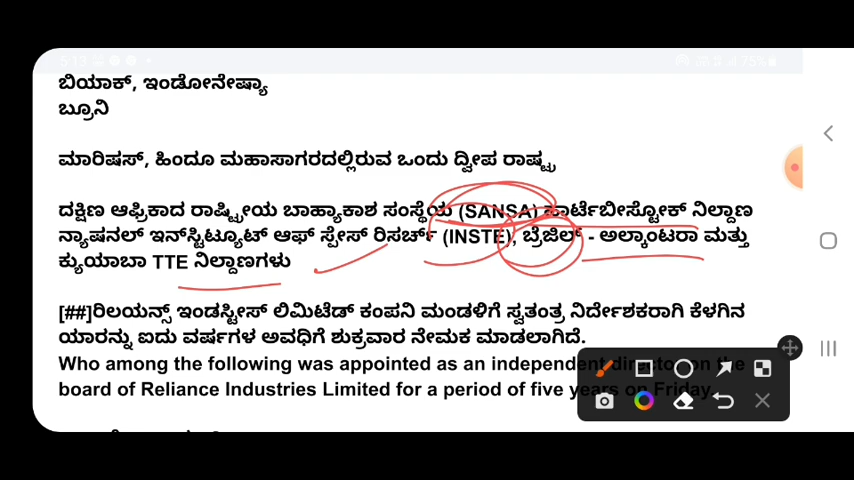 ಬಿಯಾಕ್, ಇಂಡೋನೇಷ್ಯಾ
ಬ್ರೂನಿ
ಮಾರಿಷಸ್, ಹಿಂದೂ ಮಹಾಸಾಗರದಲ್ಲಿರುವ ಒಂದು ದ್ವೀಪ ರಾಷ್ಟ್ರ
ದಕ್ಷಿಣ ಆಫ್ರಿಕಾದ ರಾಷ್ಟ್ರೀಯ ಬಾಹ್ಯಾಕಾಶ ಸಂಸ್ಥೆಯ (SANSA) ಹಾರ್ಟೆಬೀಸ್ಟೋಕ್ ನಿಲ್ದಾಣ
ನ್ಯಾಷನಲ್ ಇನ್‌ಸ್ಟಿಟ್ಯೂಟ್ ಆಫ್ ಸ್ಪೇಸ್ ರಿಸರ್ಚ್ (INSTE), ಬ್ರೆಜಿಲ್ - ಅಲ್ಕಾಂಟರಾ ಮತ್ತು
ಕ್ಯುಯಾಬಾ TTE ನಿಲ್ದಾಣಗಳು
[##]ರಿಲಯನ್ಸ್ ಇಂಡಸ್ಟ್ರೀಸ್ ಲಿಮಿಟೆಡ್ ಕಂಪನಿ ಮಂಡಳಿಗೆ ಸ್ವತಂತ್ರ ನಿರ್ದೇಶಕರಾಗಿ ಕೆಳಗಿನ
ಯಾರನ್ನು ಐದು ವರ್ಷಗಳ ಅವಧಿಗೆ ಶುಕ್ರವಾರ ನೇಮಕ ಮಾಡಲಾಗಿದೆ.
Who among the following was appointed as an independent director on the
board of Reliance Industries Limited for a period of five years on Friday.